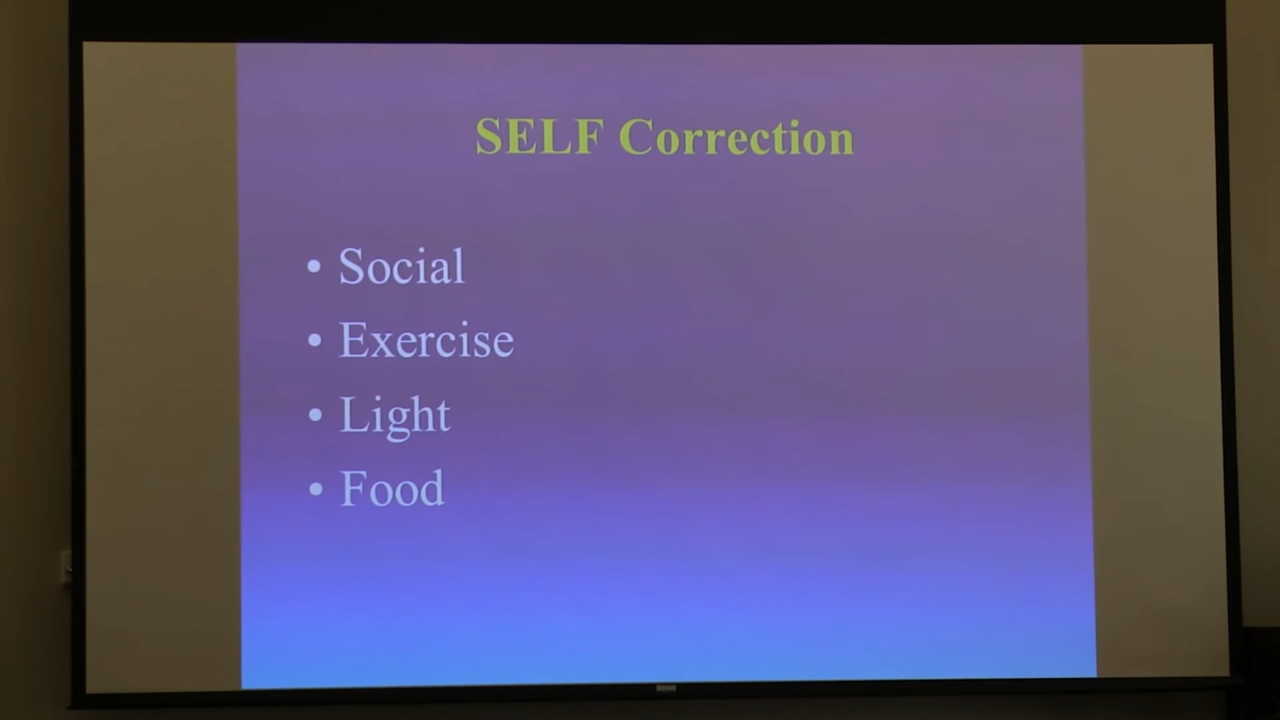 SELF Correction
• Social
• Exercise
• Light
• Food